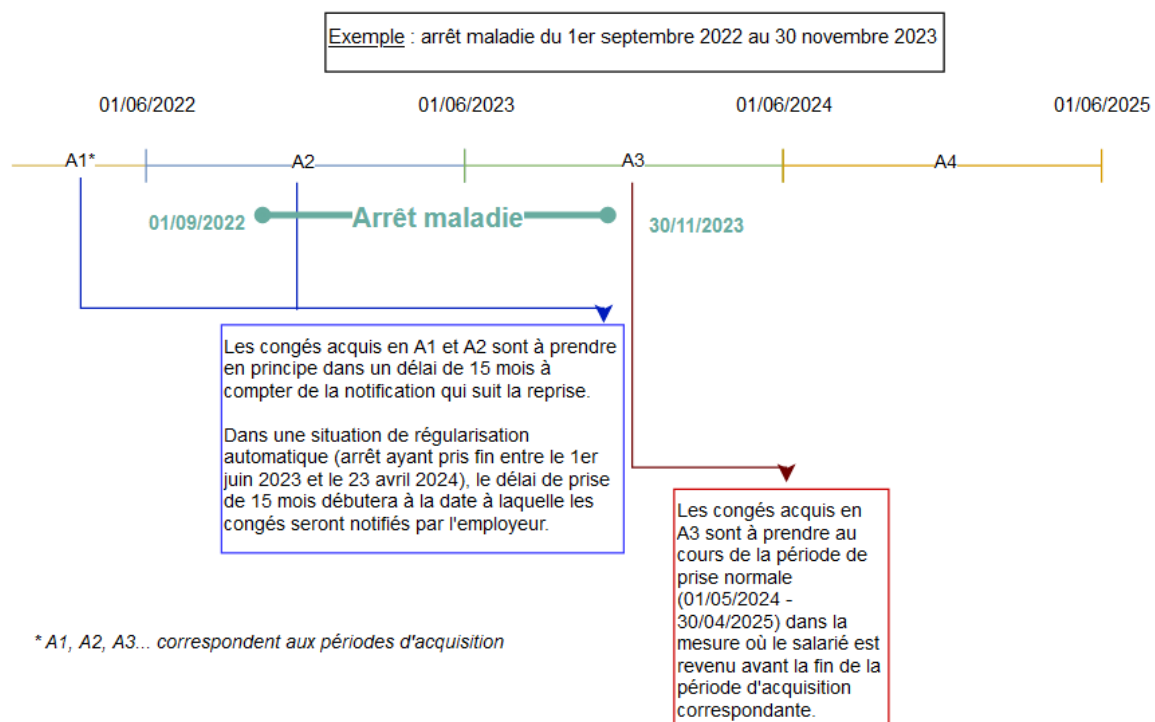 Exemple : arrêt maladie du 1er septembre 2022 au 30 novembre 2023
01/06/2022
01/06/2023
01/06/2024
01/06/2025
A1*
A2
A3
A4
01/09/2022
Arrêt maladie
30/11/2023
Les congés acquis en A1 et A2 sont à prendre
en principe dans un délai de 15 mois à
compter de la notification qui suit la reprise.
Dans une situation de régularisation
automatique (arrêt ayant pris fin entre le 1er
juin 2023 et le 23 avril 2024), le délai de prise
de 15 mois débutera à la date à laquelle les
congés seront notifiés par l'employeur.
Les congés acquis en
A3 sont à prendre au
cours de la période de
prise normale
(01/05/2024 -
30/04/2025) dans la
mesure où le salarié est
revenu avant la fin de la
période d'acquisition
correspondante.
* A1, A2, A3... correspondent aux périodes d'acquisition